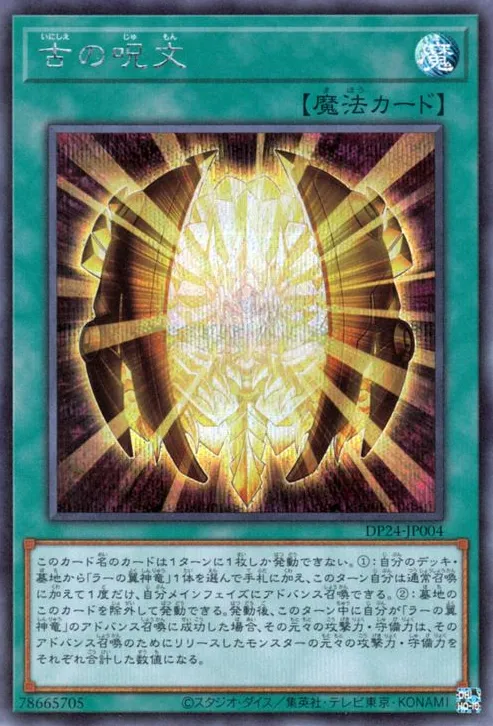 古の呪文
いにしえ じゅ もん
魔
【魔法カード】
DP24-JP004
このカード名のカードは1ターンに1枚しか発動できない。①:自分のデッキ・
墓地から「ラーの翼神竜」1体を選んで手札に加え、このターン自分は通常召喚
に加えて1度だけ、自分メインフェイズにアドバンス召喚できる。②:墓地の
このカードを除外して発動できる。発動後、このターン中に自分が「ラーの翼
神竜」のアドバンス召喚に成功した場合、その元々の攻撃力・守備力は、その
アドバンス召喚のためにリリースしたモンスターの元々の攻撃力・守備力を
それぞれ合計した数値になる。
78665705
©スタジオ・ダイス/集英社・テレビ東京・KONAMI